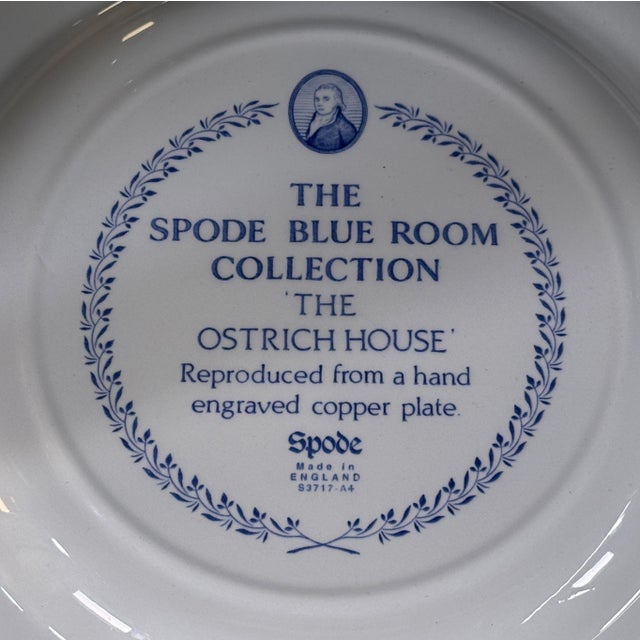 THE
SPODE BLUE ROOM
COLLECTION
'THE
OSTRICH HOUSE'
Reproduced from a hand
engraved copper plate.
Spode
Made in
ENGLAND
S3717-A4